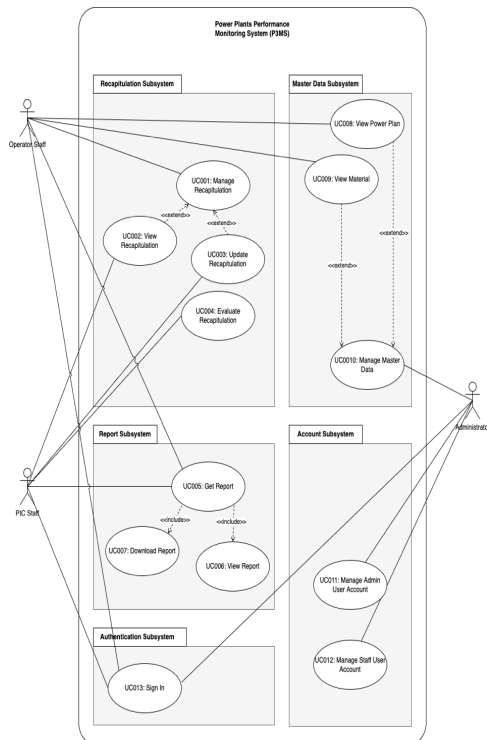 Power Plants Performance
Monitoring System (P3MS)
Recapitulation Subsystem
Master Data Subsystem
Operator Staff
UC008: View Power Plan
UC001: Manage
Recapitulation
UC009: View Material
<<extend>>
<<extend>>
UC002: View
Recapitulation
UC003: Update
Recapitulation
<<extend>>
<<extend>>
UC004: Evaluate
Recapitulation
UC0010: Manage Master
Data
Administrator
Report Subsystem
Account Subsystem
UC005: Get Report
PIC Staff
<<include>>
<<include>>
UC007: Download Report
UC006: View Report
UC011: Manage Admin
User Account
Authentication Subsystem
UC012: Manage Staff User
Account
UC013: Sign In